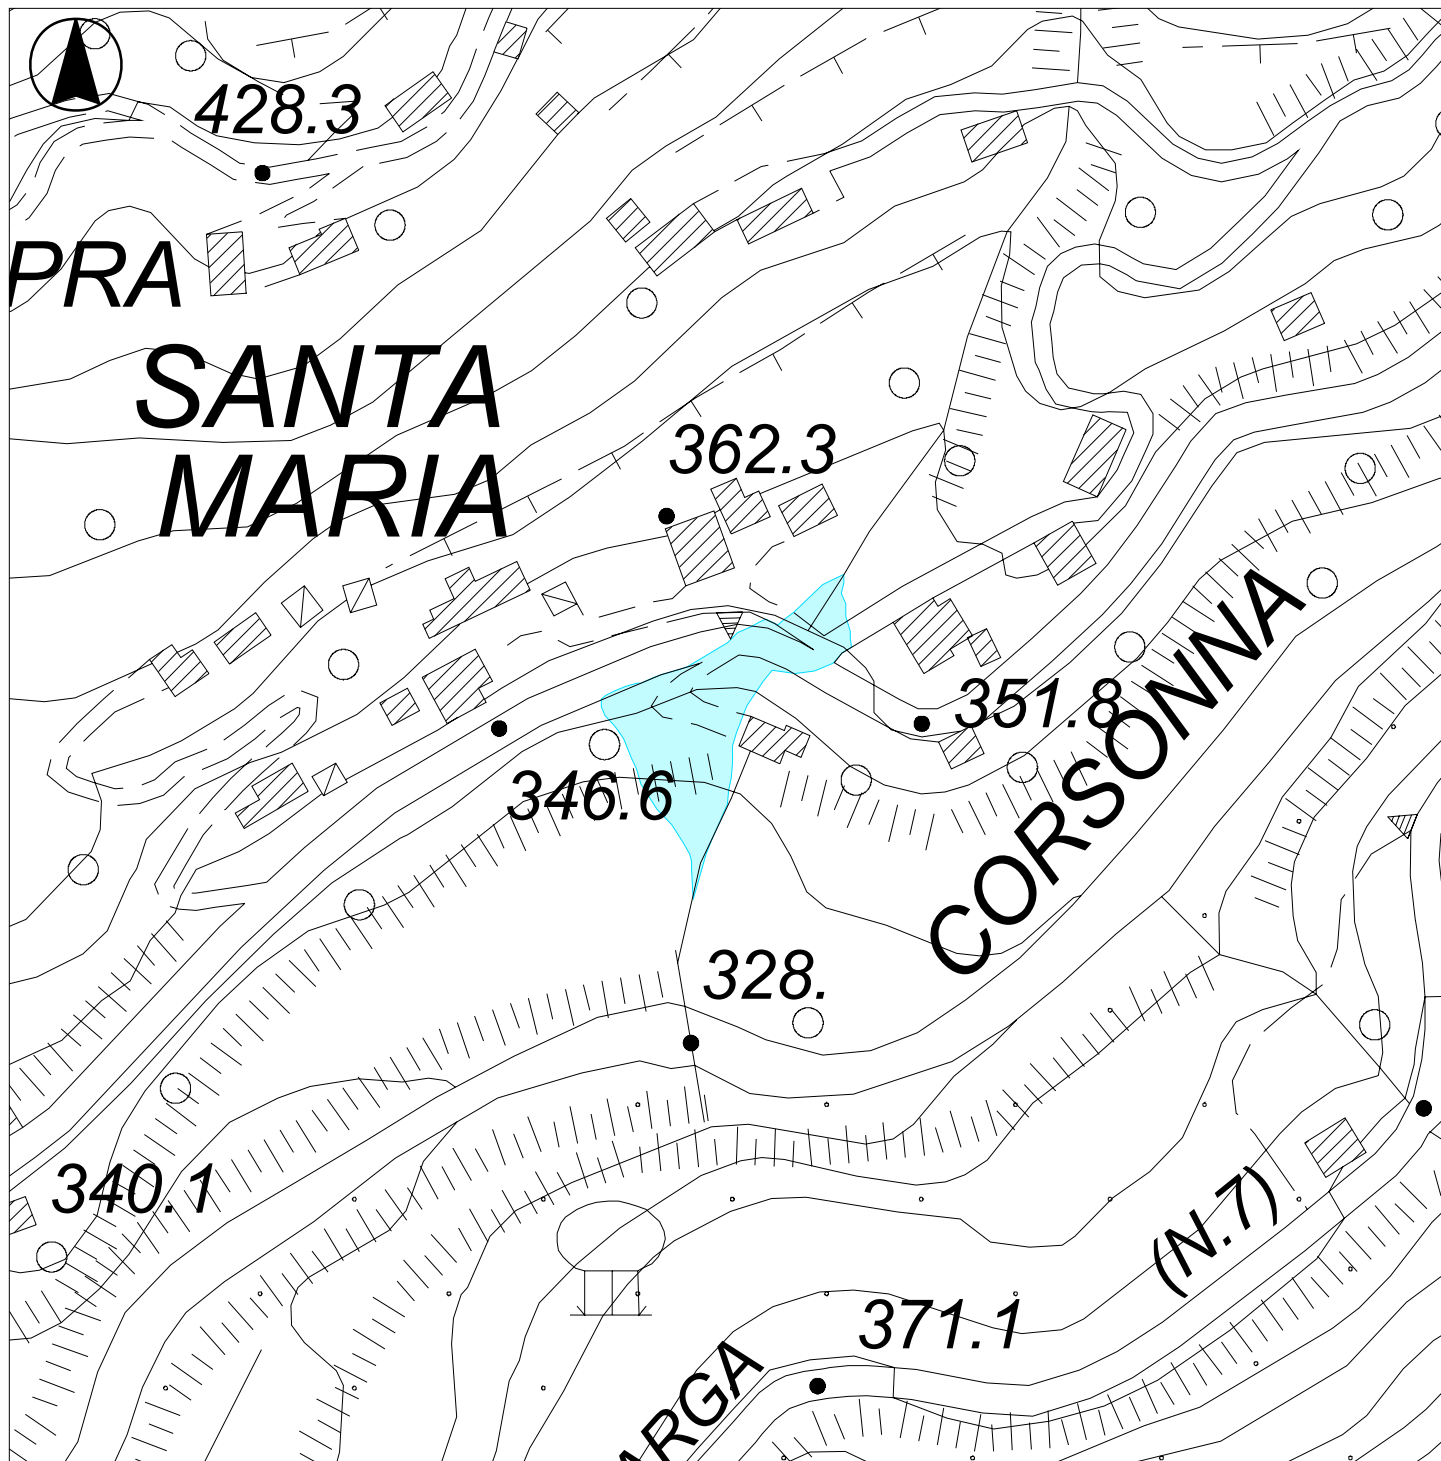 428.3
PRA
SANTA
MARIA
362.3
351.8
CORSONNA
346.6
328.
340.1
(N.7)
371.1
ARGA